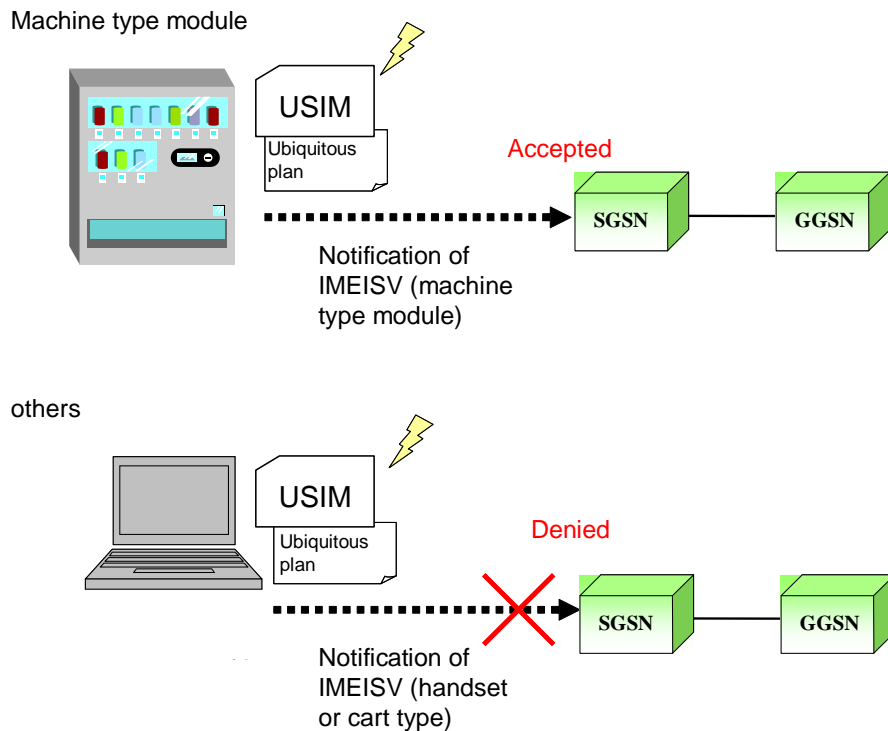 Machine type module
USIM
Ubiquitous
plan
Accepted
SGSN
GGSN
Notification of
IMEISV (machine
type module)
others
USIM
Ubiquitous
plan
Denied
SGSN
GGSN
Notification of
IMEISV (handset
or cart type)